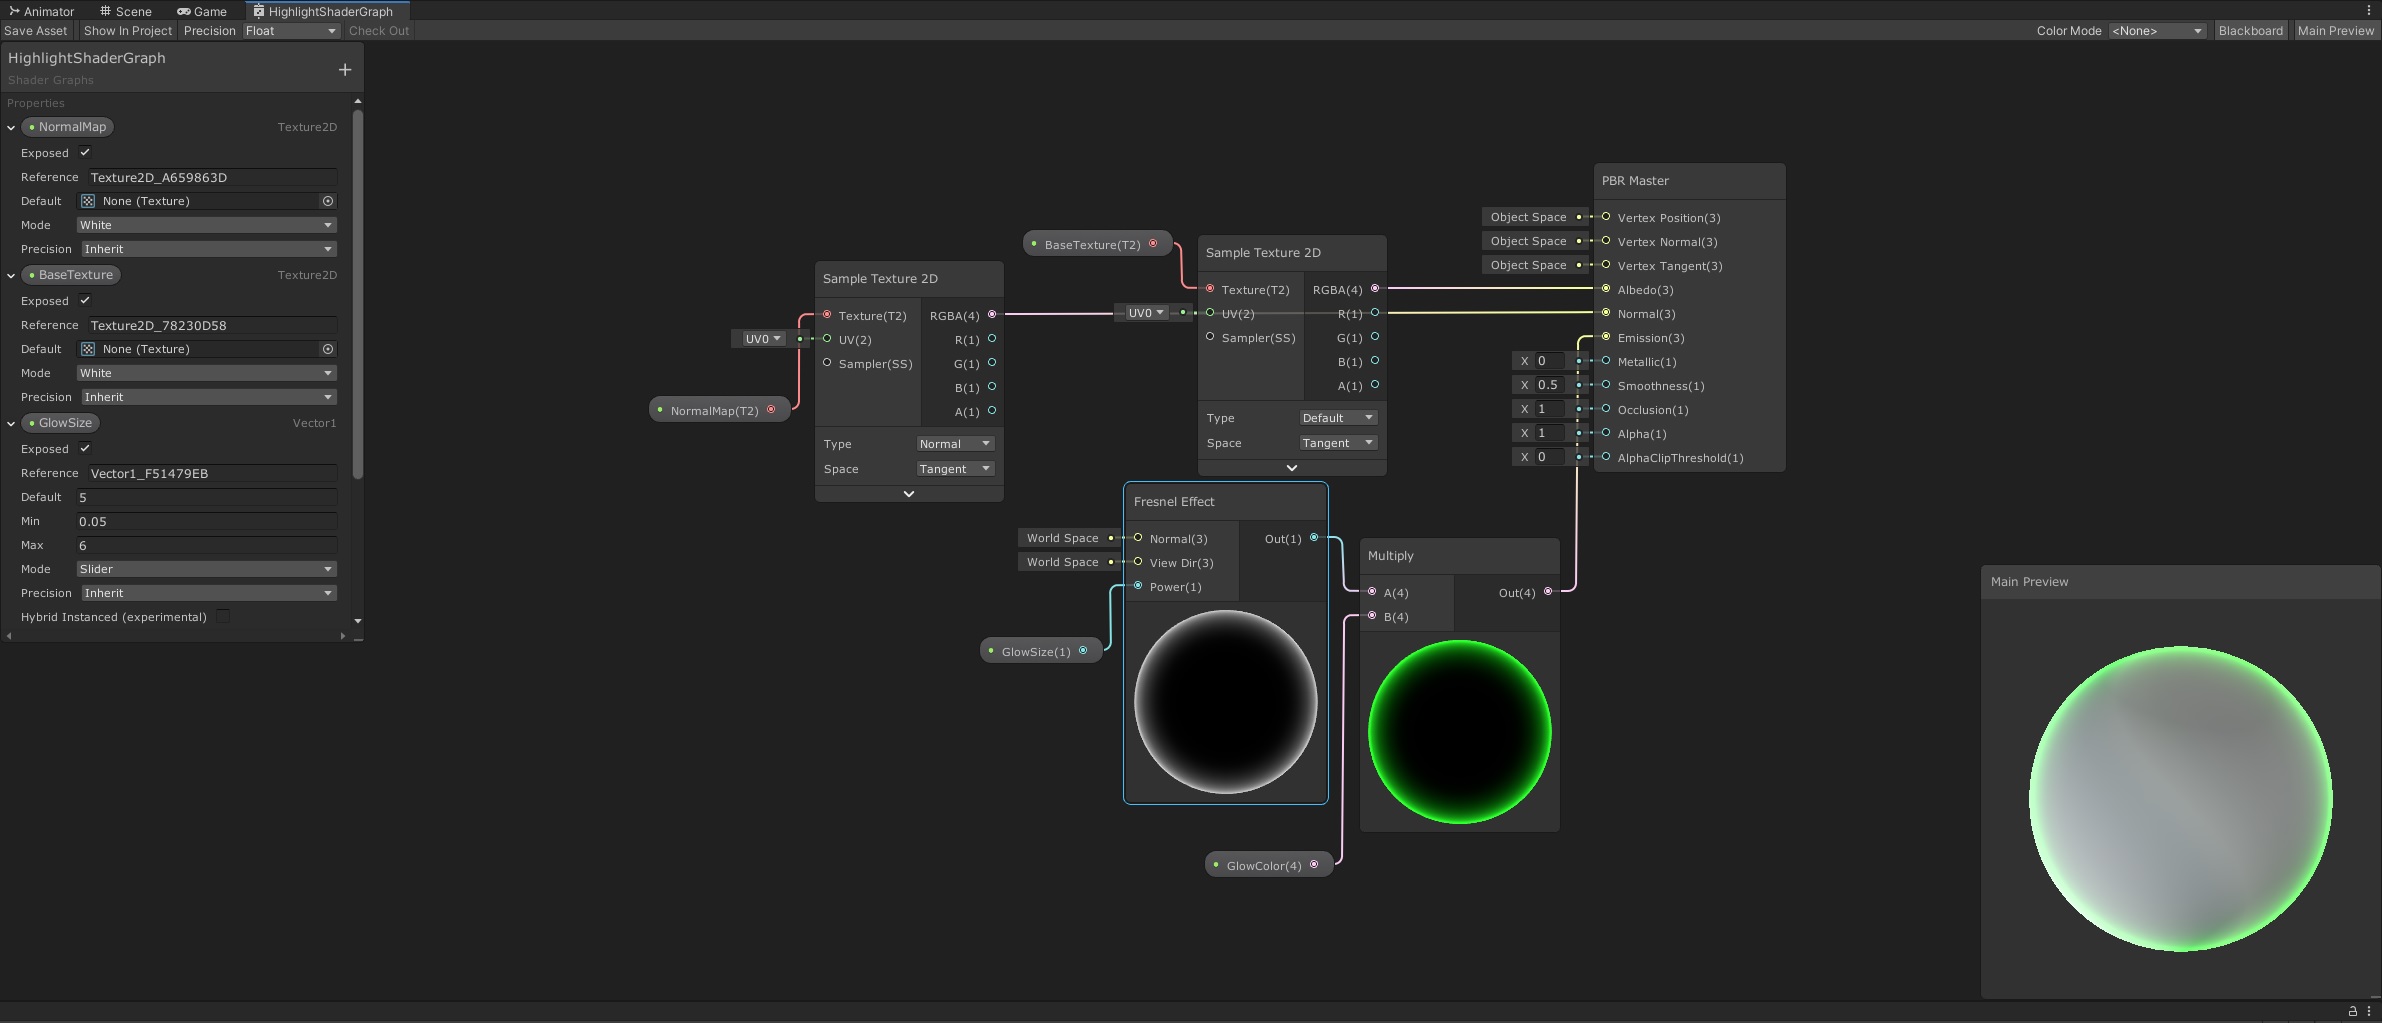 Animator Scene Game HighlightShaderGraph
Save Asset Show In Project Precision Float Check Out Color Mode <None> Blackboard Main Preview
HighlightShaderGraph
Shader Graphs
Properties
NormalMap Texture2D
Exposed
Reference Texture2D_A659863D
Default None (Texture)
Mode White
Precision Inherit
BaseTexture Texture2D
Exposed
Reference Texture2D_78230D58
Default None (Texture)
Mode White
Precision Inherit
GlowSize Vector1
Exposed
Reference Vector1_F51479EB
Default 5
Min 0.05
Max 6
Mode Slider
Precision Inherit
Hybrid Instanced (experimental)
NormalMap(T2)
UV0
Sample Texture 2D
Texture(T2) RGBA(4)
UV(2) R(1)
Sampler(SS) G(1)
B(1)
A(1)
Type Normal
Space Tangent
BaseTexture(T2)
UV0
Sample Texture 2D
Texture(T2) RGBA(4)
UV(2) R(1)
Sampler(SS) G(1)
B(1)
A(1)
Type Default
Space Tangent
PBR Master
Object Space Vertex Position(3)
Object Space Vertex Normal(3)
Object Space Vertex Tangent(3)
Albedo(3)
Normal(3)
Emission(3)
X 0 Metallic(1)
X 0.5 Smoothness(1)
X 1 Occlusion(1)
X 1 Alpha(1)
X 0 AlphaClipThreshold(1)
Fresnel Effect
World Space Normal(3) Out(1)
World Space View Dir(3)
Power(1)
GlowSize(1)
Multiply
A(4) Out(4)
B(4)
GlowColor(4)
Main Preview